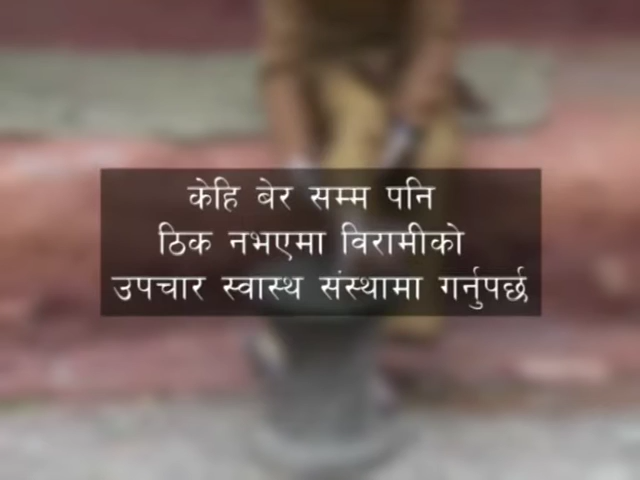 केहि बेर सम्म पनि
ठिक नभएमा विरामीको
उपचार स्वास्थ संस्थामा गर्नुपर्छ